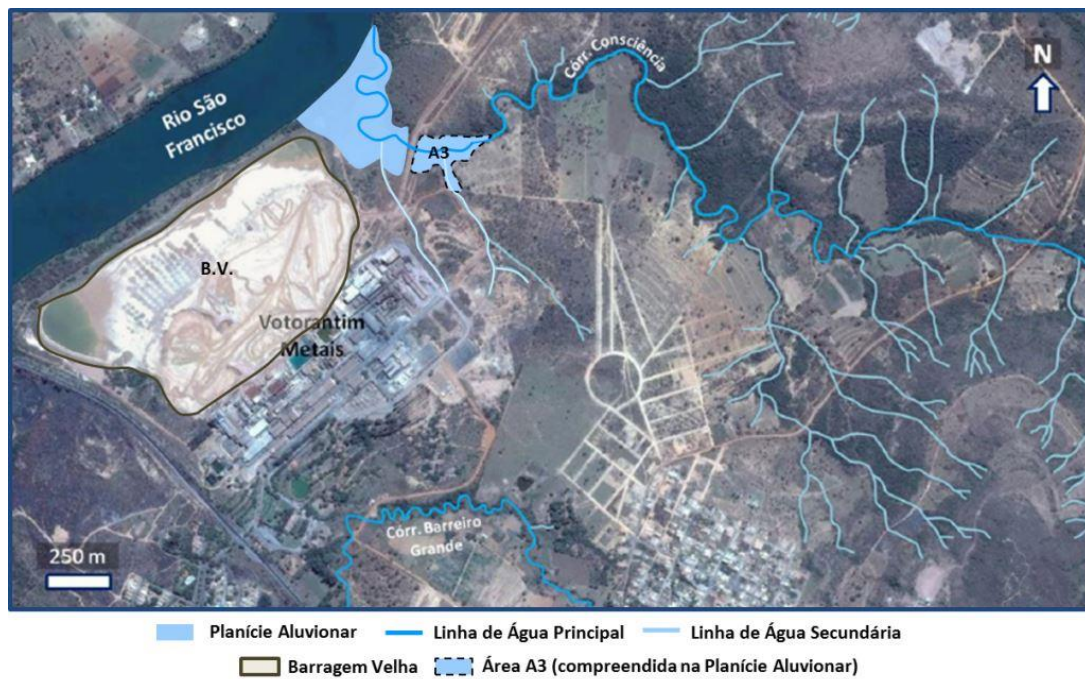 Rio São
Francisco
Córr. Consciência
N
A3
B.V.
Votorantim
Metais
Córr. Barreiro
Grande
250 m
Planície Aluvionar
Linha de Água Principal
Linha de Água Secundária
Barragem Velha
Área A3 (compreendida na Planície Aluvionar)